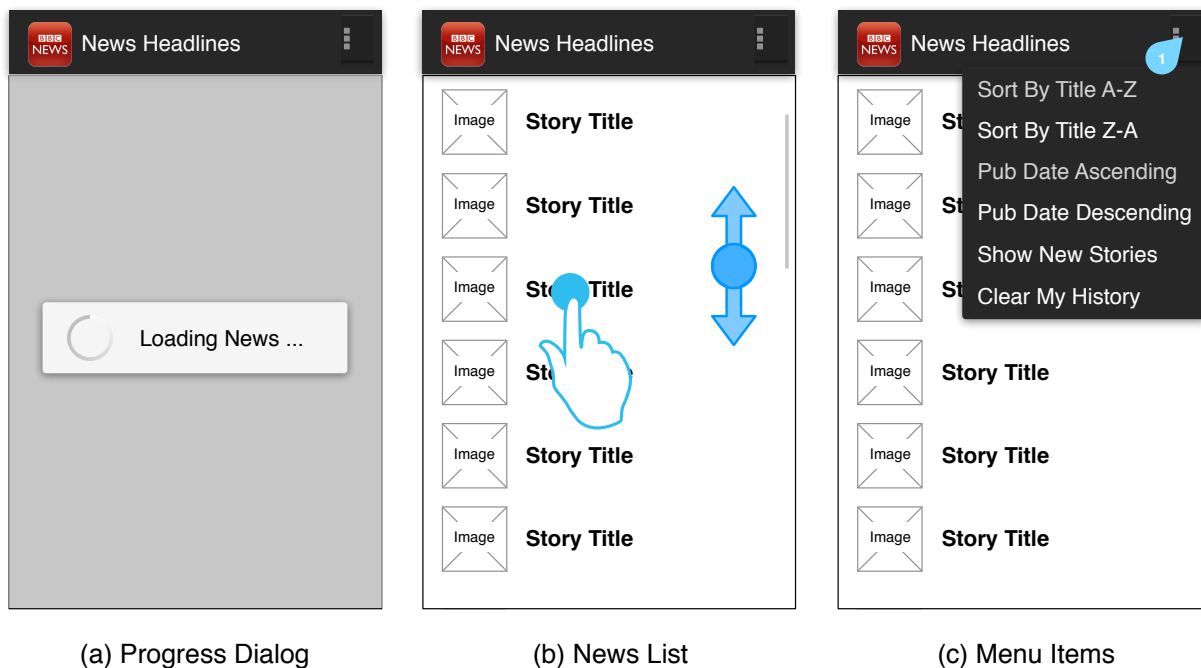 BBC
NEWS
News Headlines
Loading News ...
(a) Progress Dialog
BBC
NEWS
News Headlines
Image
Story Title
Image
Story Title
Image
Story Title
Image
Image
Story Title
Image
Story Title
(b) News List
BBC
NEWS
News Headlines
1
Sort By Title A-Z
Sort By Title Z-A
Pub Date Ascending
Pub Date Descending
Show New Stories
Clear My History
Image
St
Image
St
Image
St
Image
Story Title
Image
Story Title
Image
Story Title
(c) Menu Items